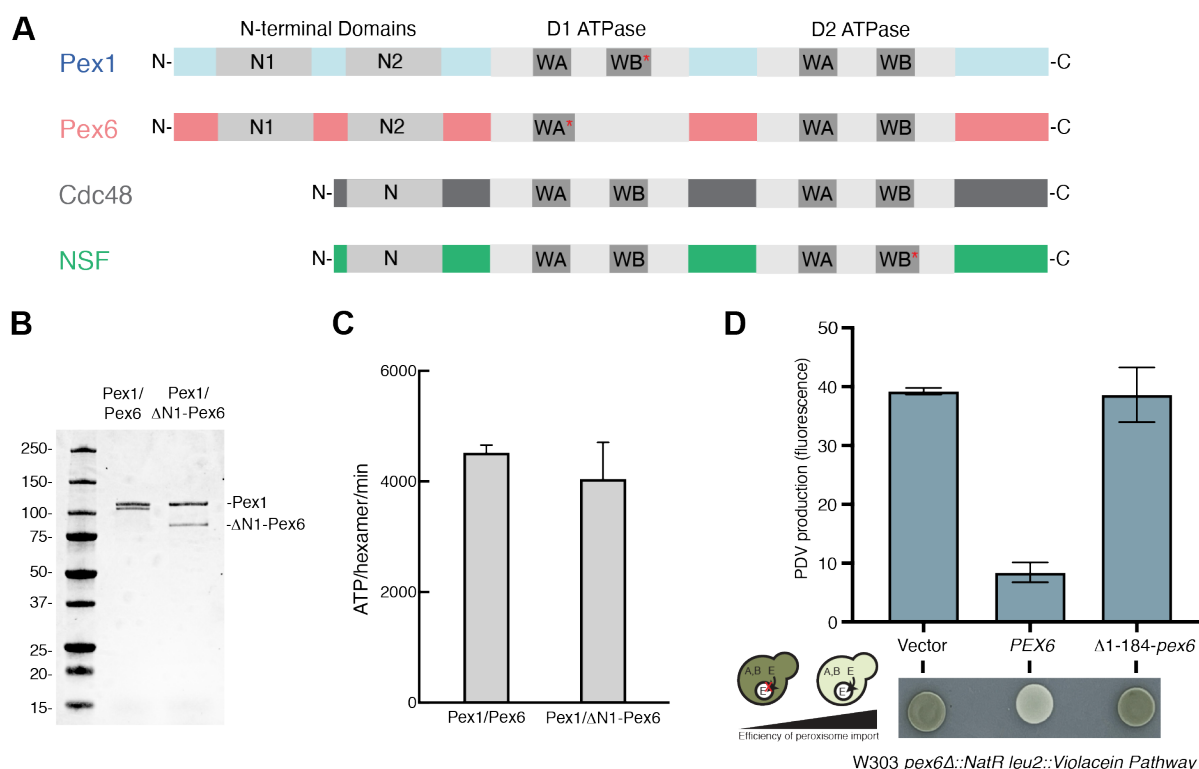 A
N-terminal Domains D1 ATPase D2 ATPase
Pex1 N- N1 N2 WA WB* WA WB -C
Pex6 N- N1 N2 WA* WA WB -C
Cdc48 N- N WA WB WA WB -C
NSF N- N WA WB WA WB* -C
B
Pex1/ Pex1/
Pex6 ΔN1-Pex6
250-
150-
100-
75-
50-
37-
25-
20-
15-
-Pex1
-ΔN1-Pex6
C
ATP/hexamer/min
6000
4000
2000
0
Pex1/Pex6 Pex1/ΔN1-Pex6
D
PDV production (fluorescence)
50
40
30
20
10
0
Vector PEX6 Δ1-184-pex6
A,B E A,B E
E E
Efficiency of peroxisome import
W303 pex6Δ::NatR leu2::Violacein Pathway